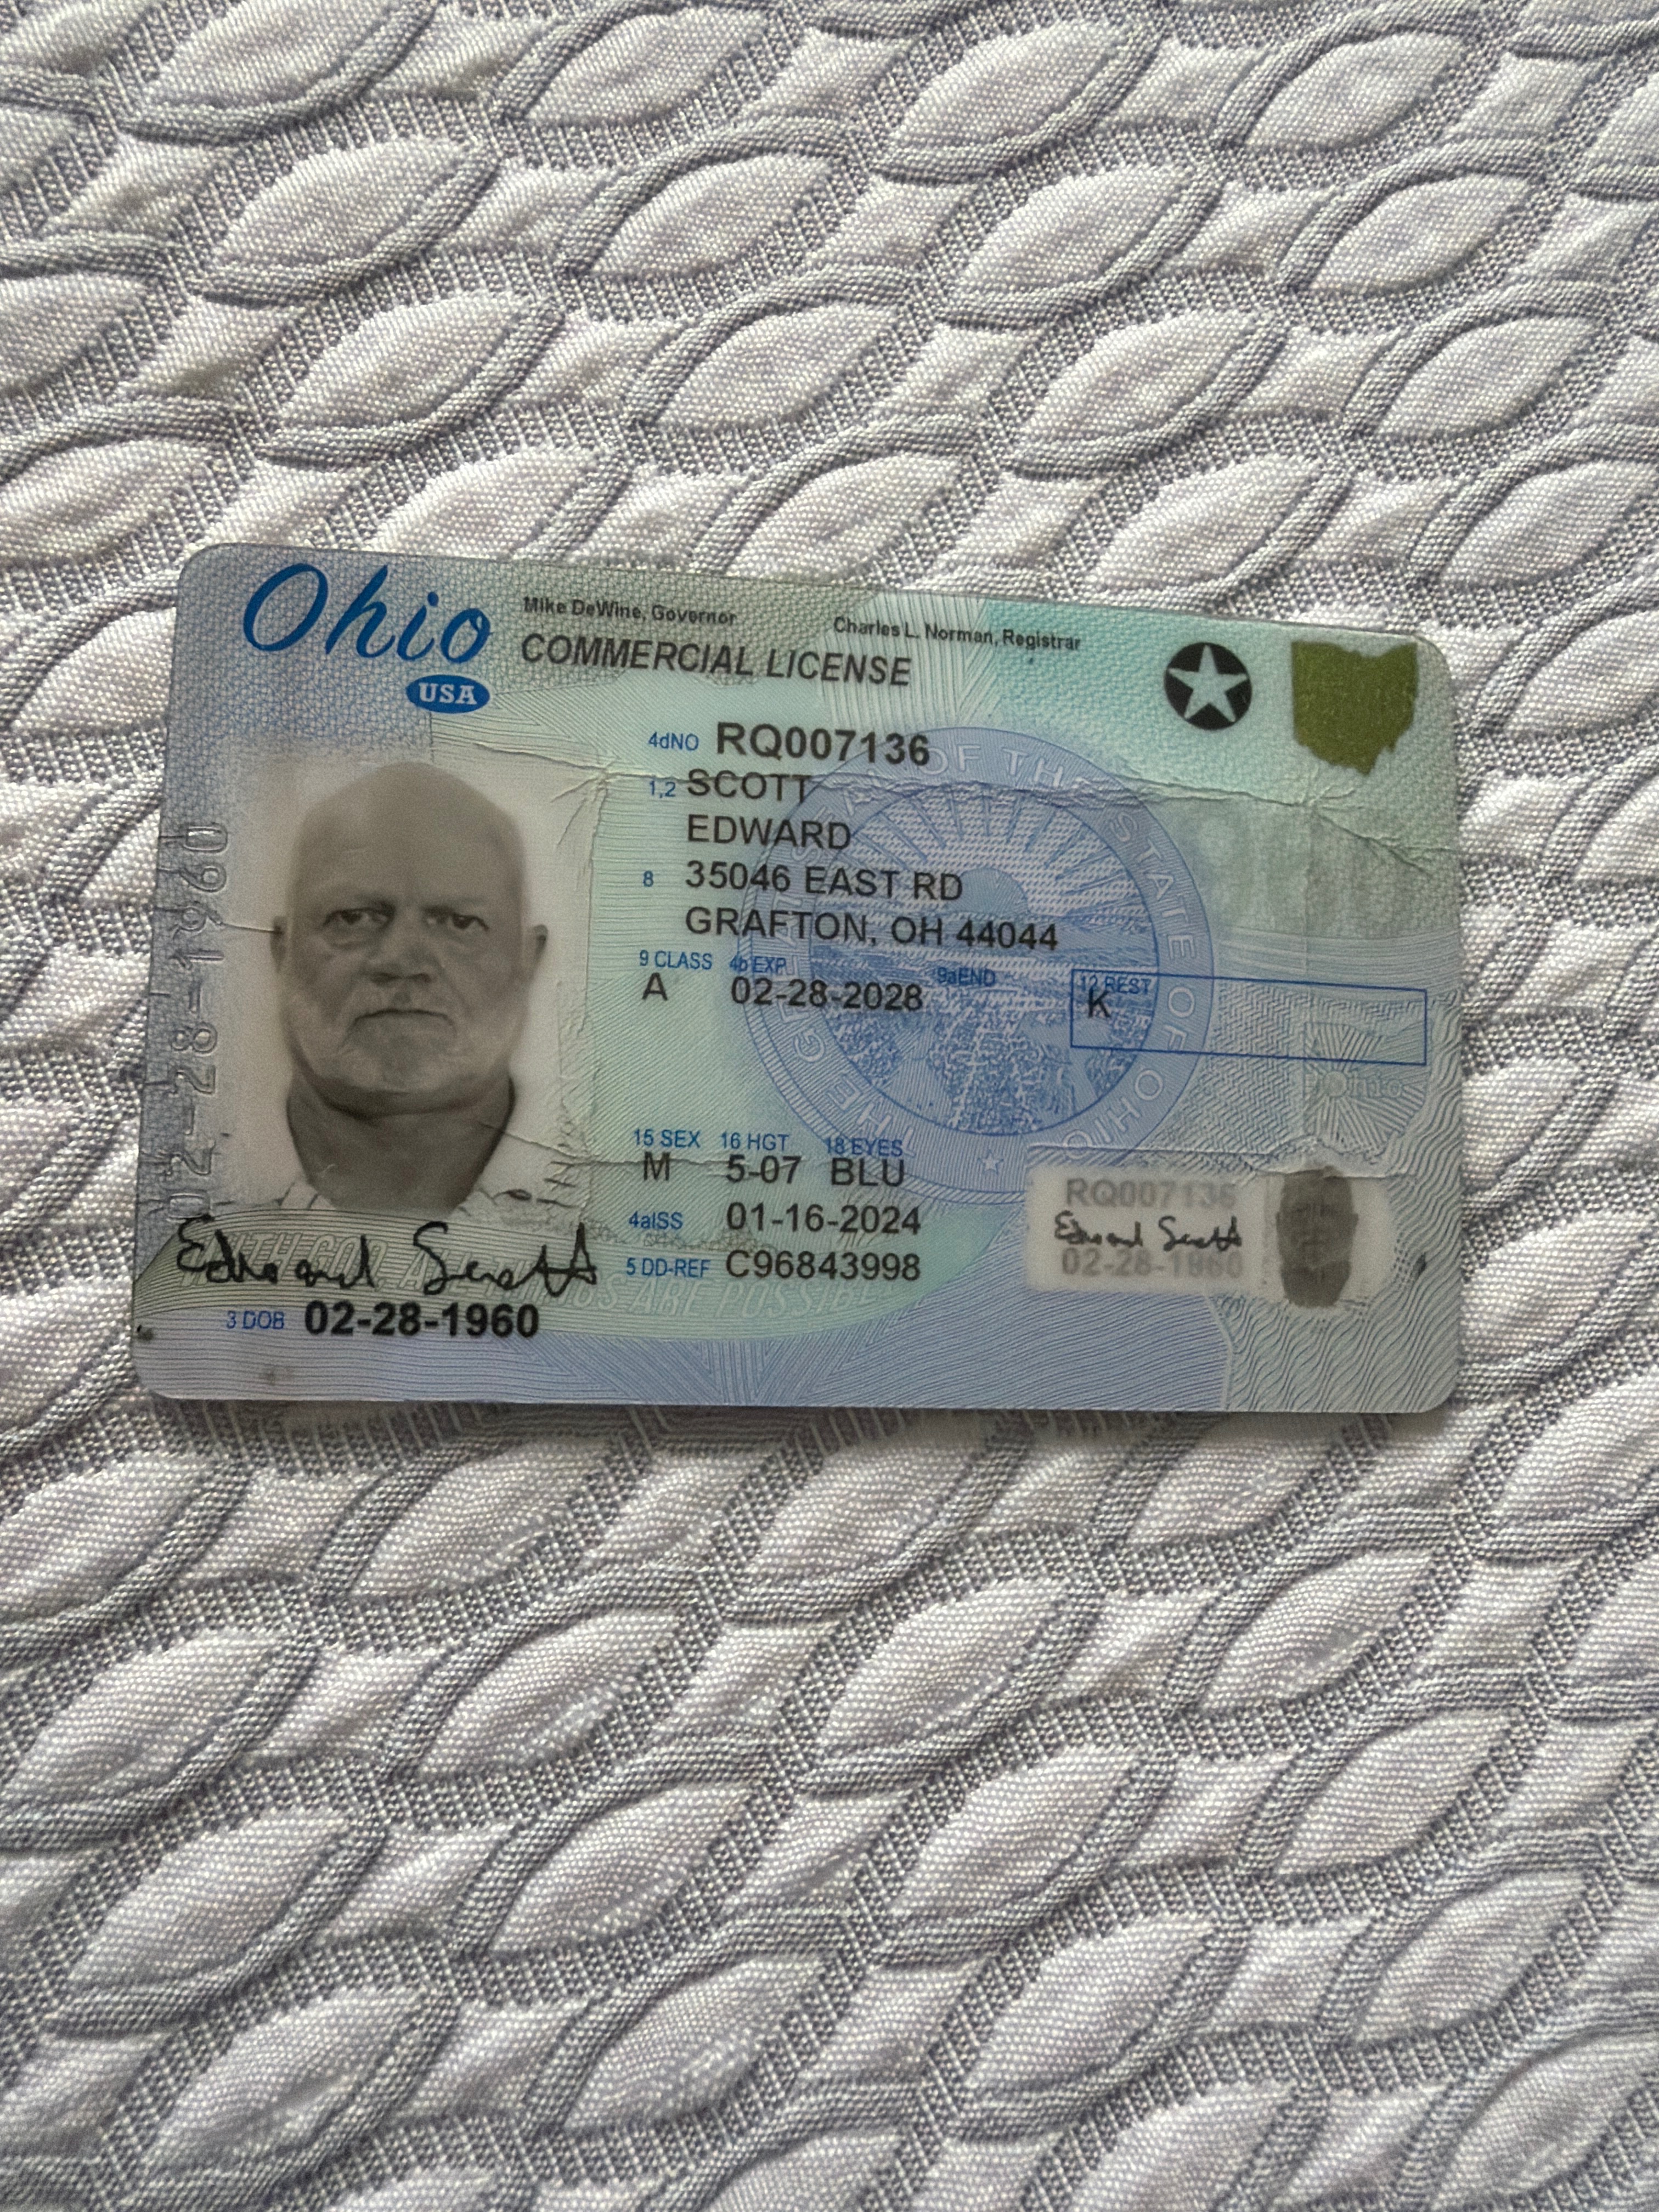 Ohio
USA
Mike DeWine, Governor
Charles L. Norman, Registrar
COMMERCIAL LICENSE
4dNO RQ007136
1,2 SCOTT
EDWARD
8 35046 EAST RD
GRAFTON, OH 44044
9 CLASS 4b EXP 9aEND 12 REST
A 02-28-2028 K
15 SEX 16 HGT 18 EYES
M 5-07 BLU
4aISS 01-16-2024
5 DD-REF C96843998
Edward Scott
3 DOB 02-28-1960
02-28-1960
RQ007136
Edward Scott
02-28-1960